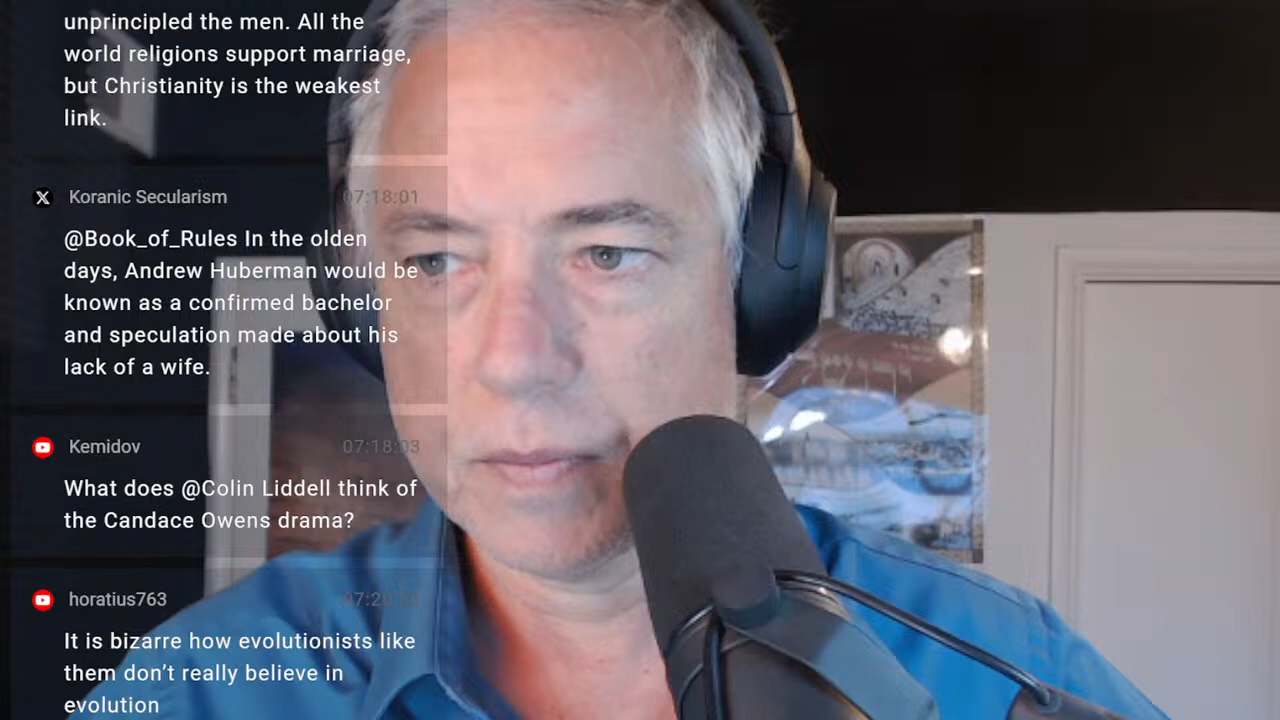 unprincipled the men. All the
world religions support marriage,
but Christianity is the weakest
link.
Koranic Secularism 07:18:01
@Book_of_Rules In the olden
days, Andrew Huberman would be
known as a confirmed bachelor
and speculation made about his
lack of a wife.
Kemidov 07:18:03
What does @Colin Liddell think of
the Candace Owens drama?
horatius763
It is bizarre how evolutionists like
them don’t really believe in
evolution